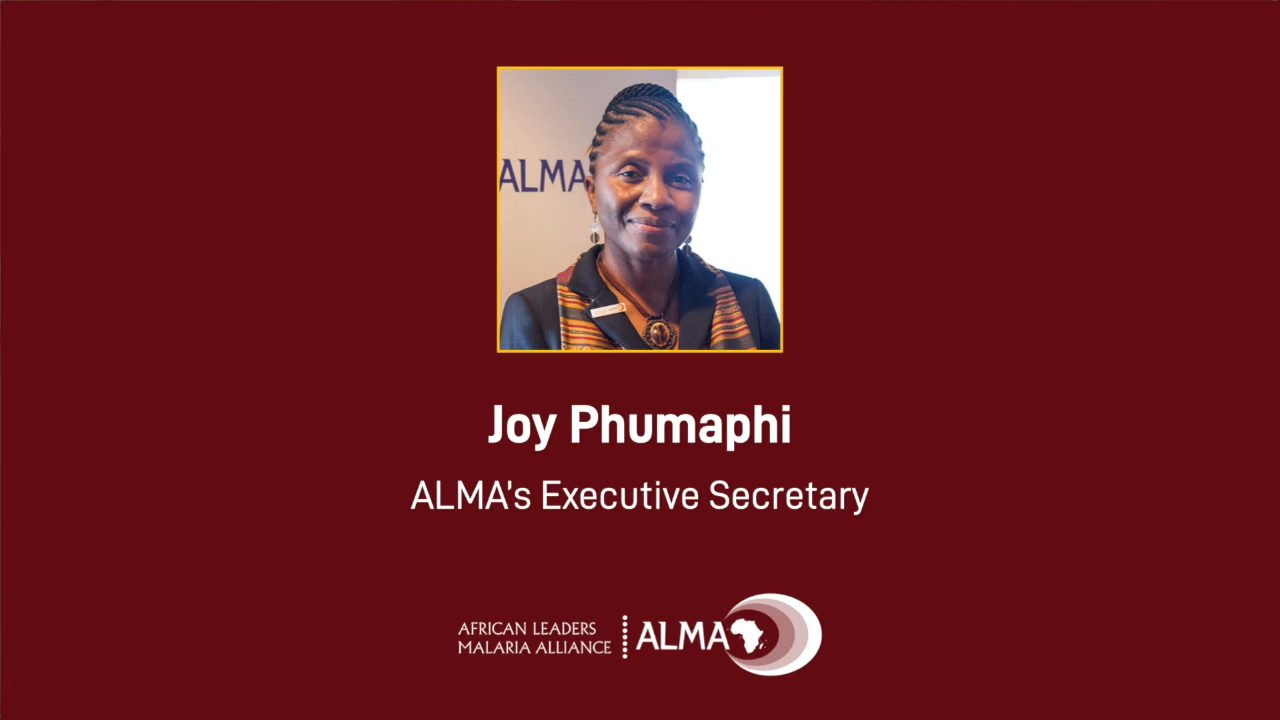 ALMA
Joy Phumaphi
ALMA's Executive Secretary
AFRICAN LEADERS
MALARIA ALLIANCE
ALMA